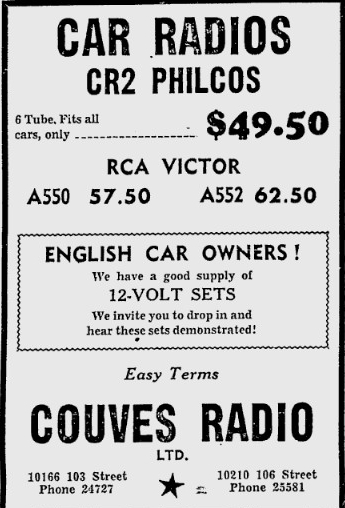 CAR RADIOS
CR2 PHILCOS
6 Tube. Fits all
cars, only ---------------------- $49.50
RCA VICTOR
A550 57.50 A552 62.50
ENGLISH CAR OWNERS!
We have a good supply of
12-VOLT SETS
We invite you to drop in and
hear these sets demonstrated!
Easy Terms
COUVES RADIO
LTD.
10166 103 Street 10210 106 Street
Phone 24727 Phone 25581